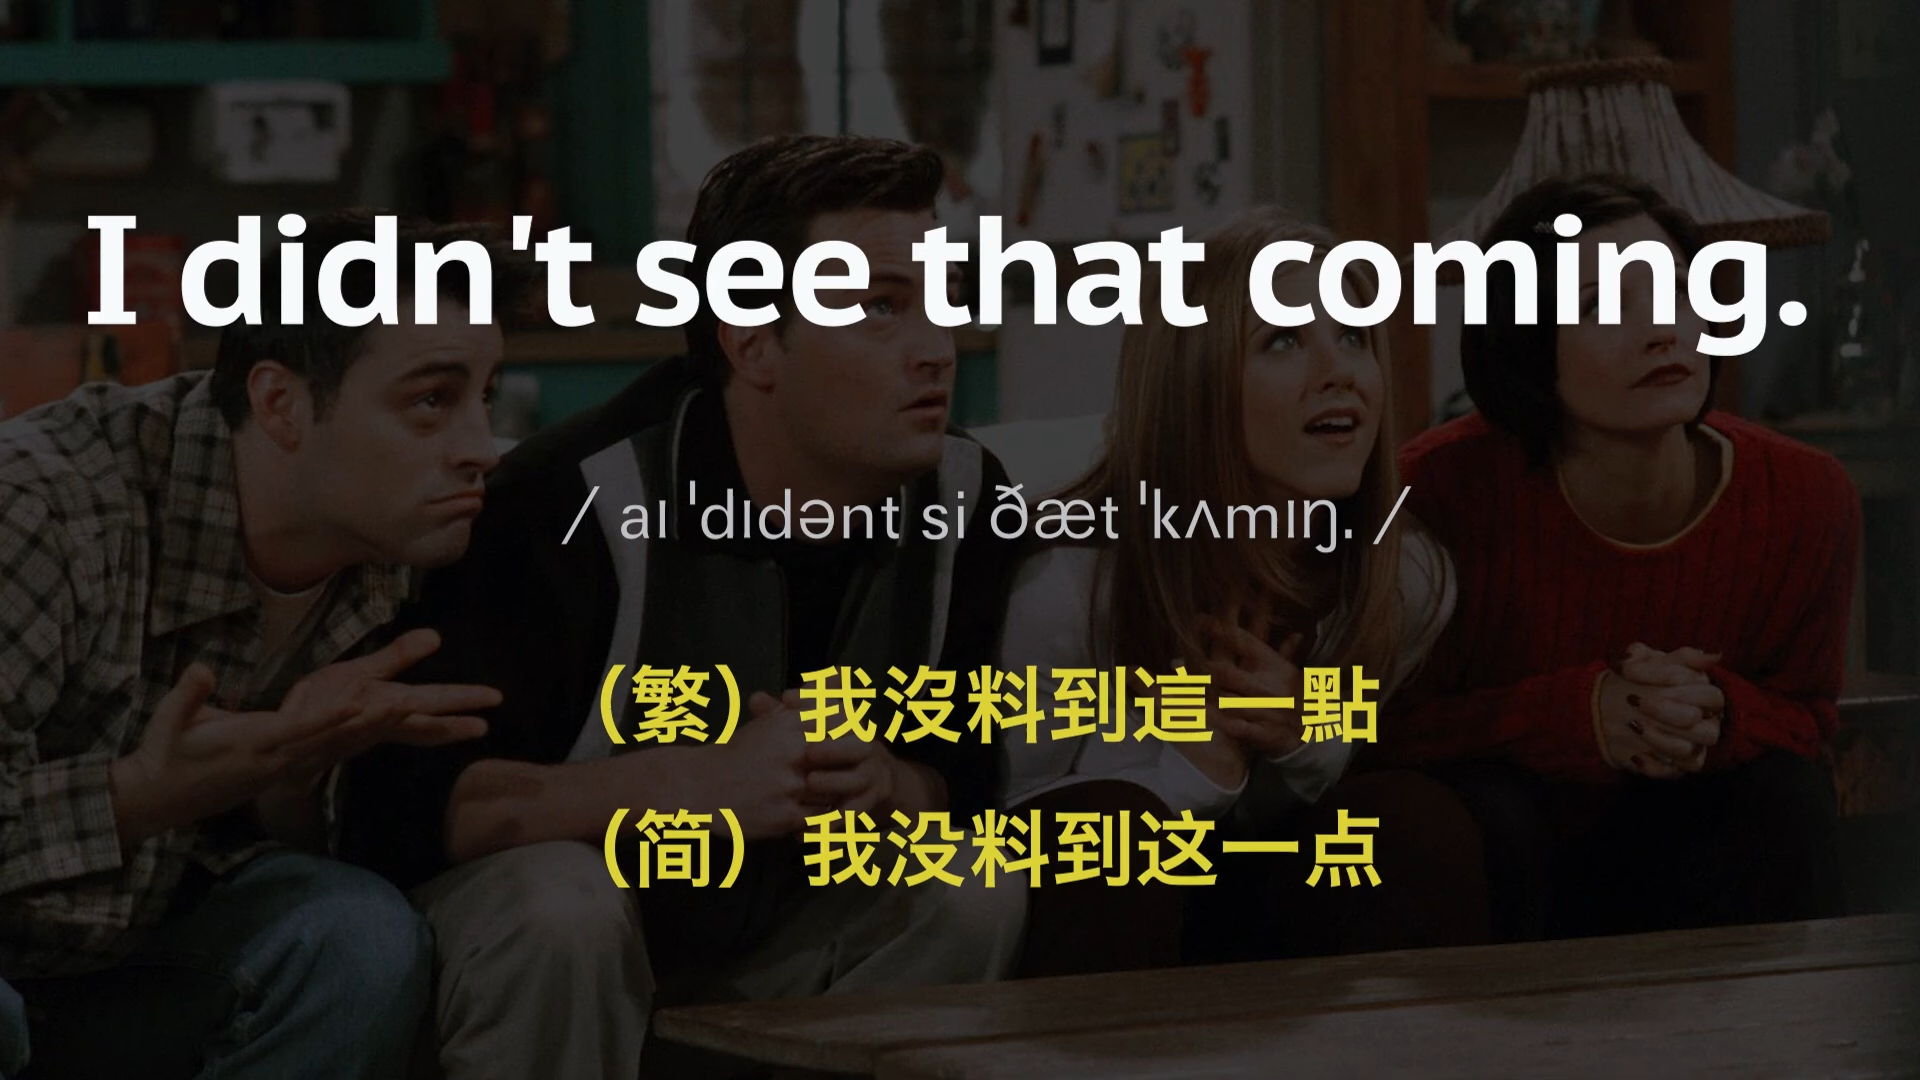 I didn't see that coming.
/ aɪ ˈdɪdənt si ðæt ˈkʌmɪŋ. /
（繁）我沒料到這一點
（简）我没料到这一点